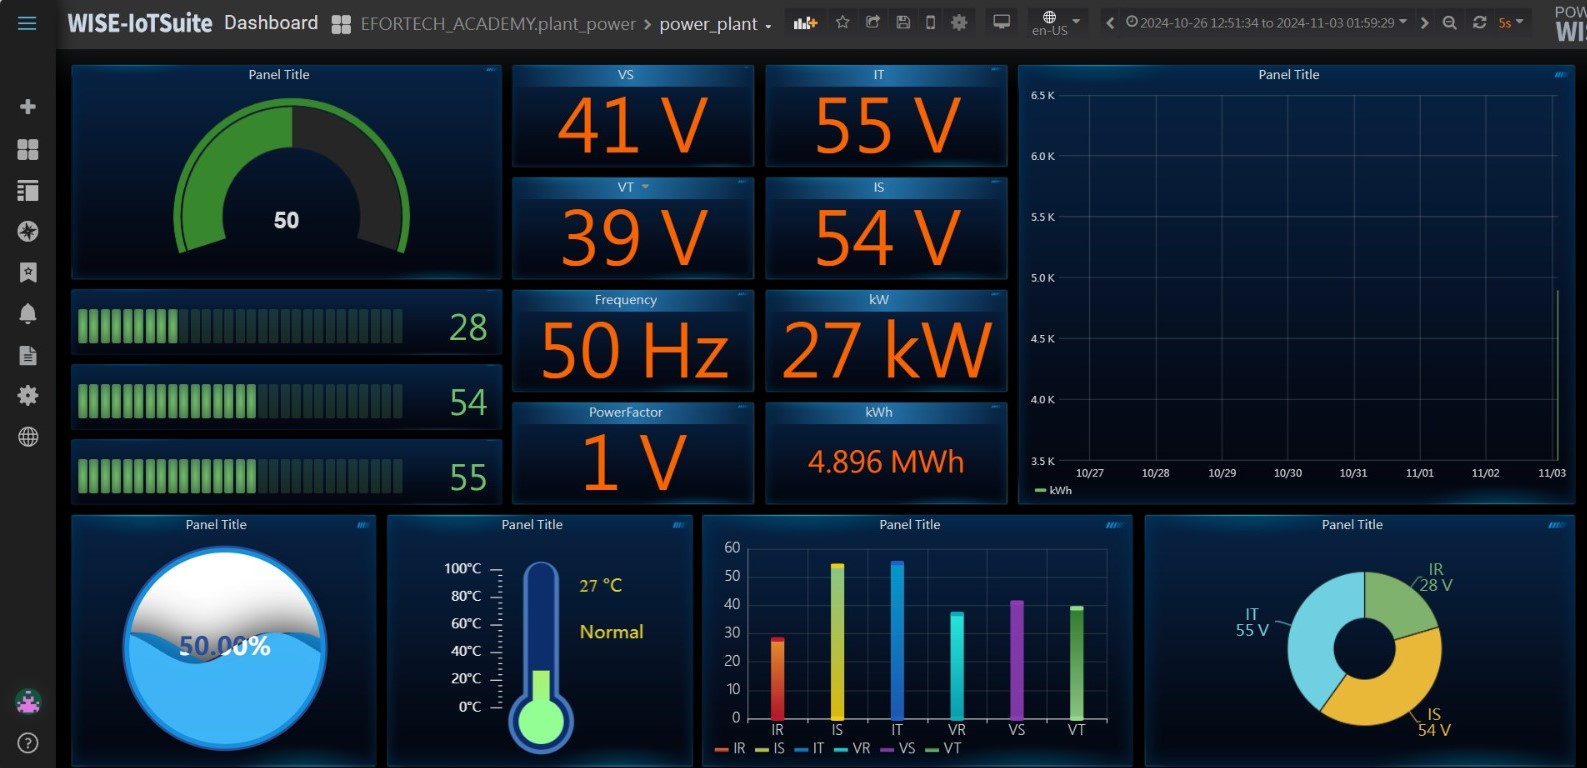 WISE-IoTSuite Dashboard EFORTECH_ACADEMY.plant_power > power_plant
en-US
2024-10-26 12:51:34 to 2024-11-03 01:59:29
5s
Panel Title
50
28
54
55
VS
41 V
IT
55 V
VT
39 V
IS
54 V
Frequency
50 Hz
kW
27 kW
PowerFactor
1 V
kWh
4.896 MWh
Panel Title
6.5 K
6.0 K
5.5 K
5.0 K
4.5 K
4.0 K
3.5 K
10/27 10/28 10/29 10/30 10/31 11/01 11/02 11/03
kWh
Panel Title
50.00%
Panel Title
100°C
80°C
60°C
40°C
20°C
0°C
27 °C
Normal
Panel Title
60
50
40
30
20
10
0
IR IS IT VR VS VT
IR IS IT VR VS VT
Panel Title
IR
28 V
IT
55 V
IS
54 V